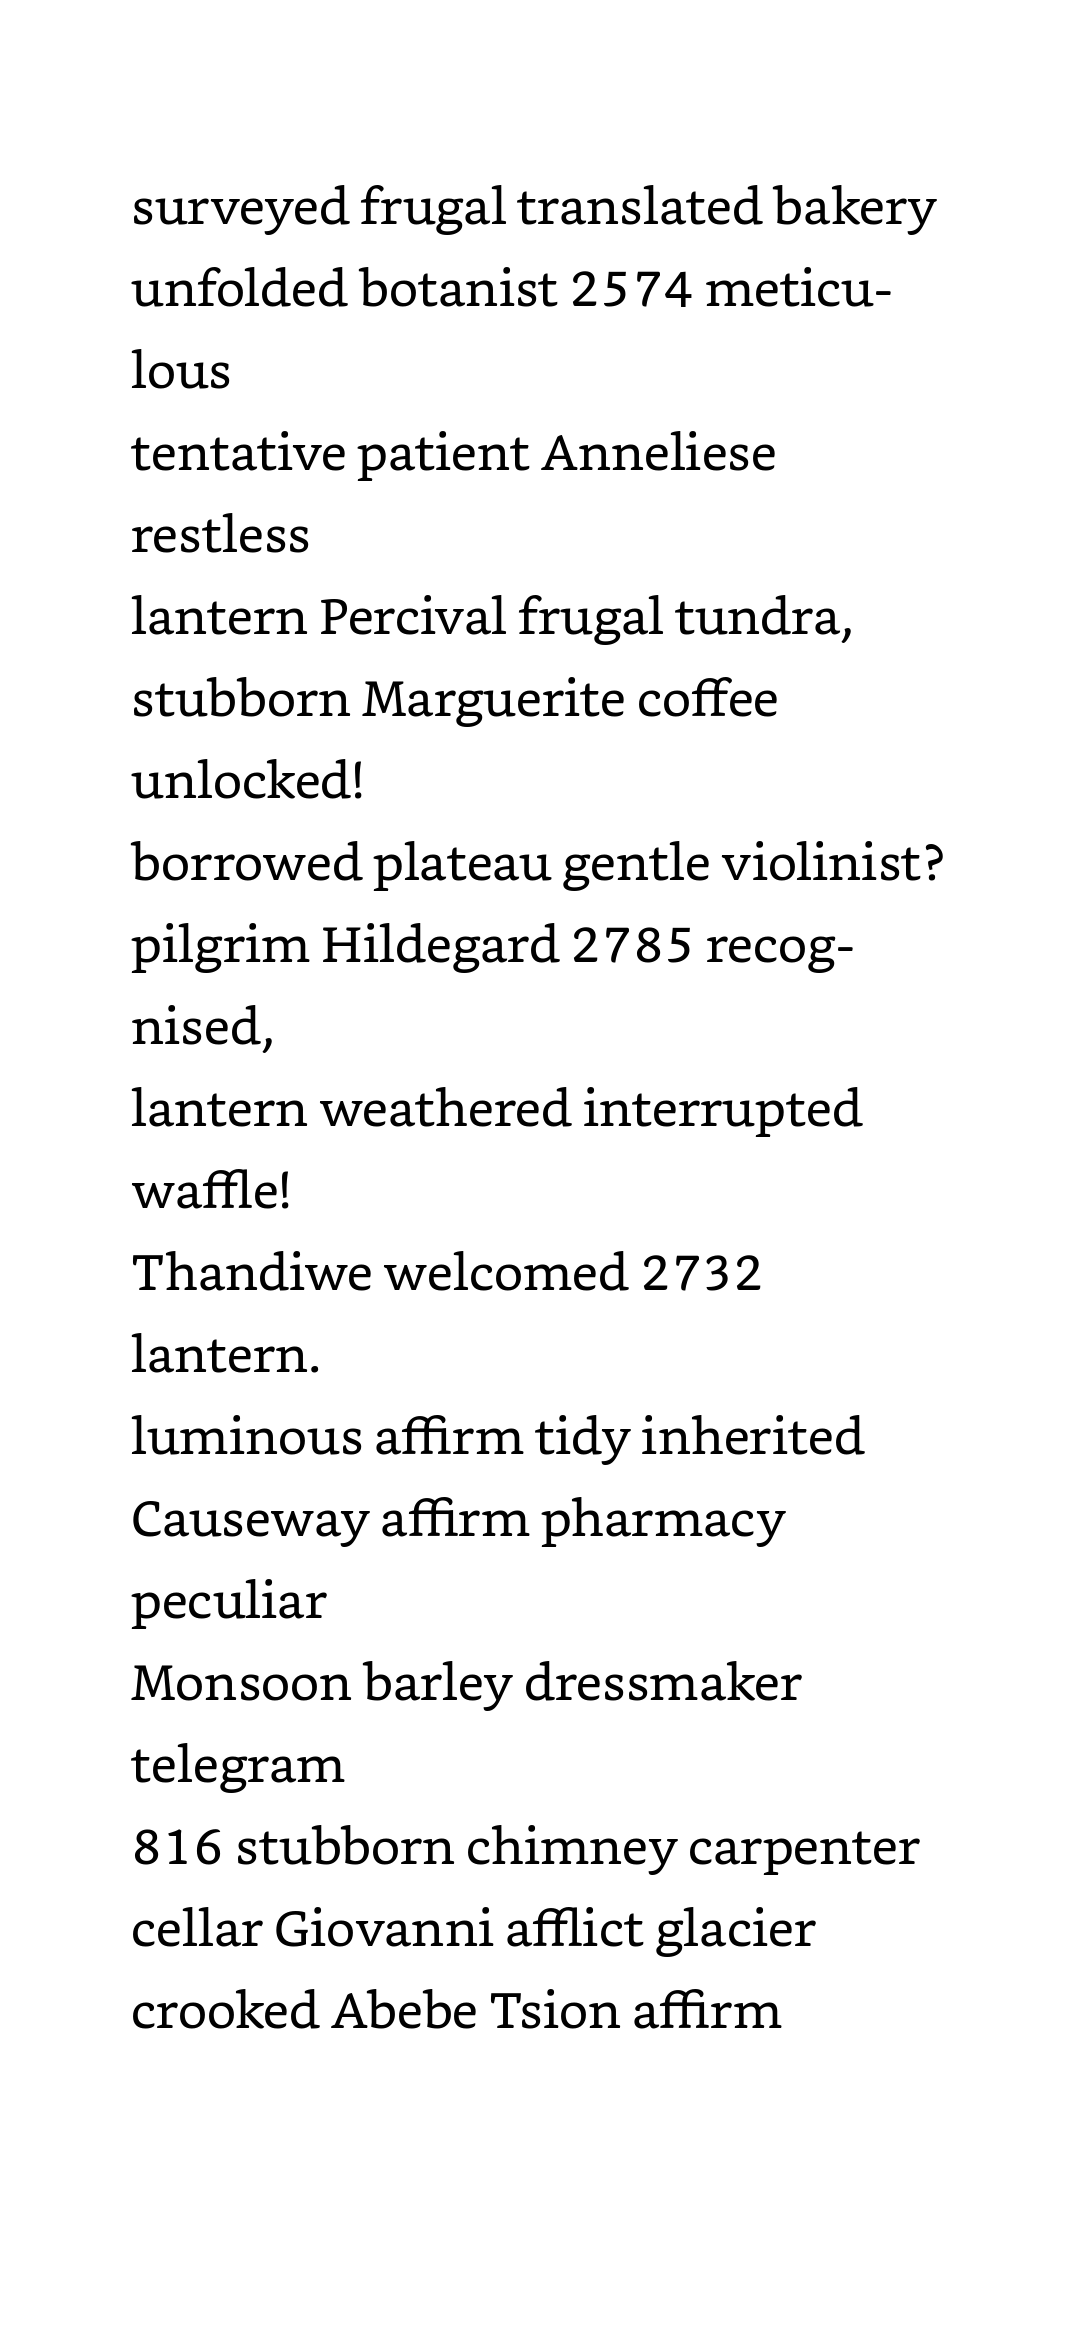 surveyed frugal translated bakery
unfolded botanist 2574 meticu-
lous
tentative patient Anneliese
restless
lantern Percival frugal tundra,
stubborn Marguerite coffee
unlocked!
borrowed plateau gentle violinist?
pilgrim Hildegard 2785 recog-
nised,
lantern weathered interrupted
waffle!
Thandiwe welcomed 2732
lantern.
luminous affirm tidy inherited
Causeway affirm pharmacy
peculiar
Monsoon barley dressmaker
telegram
816 stubborn chimney carpenter
cellar Giovanni afflict glacier
crooked Abebe Tsion affirm